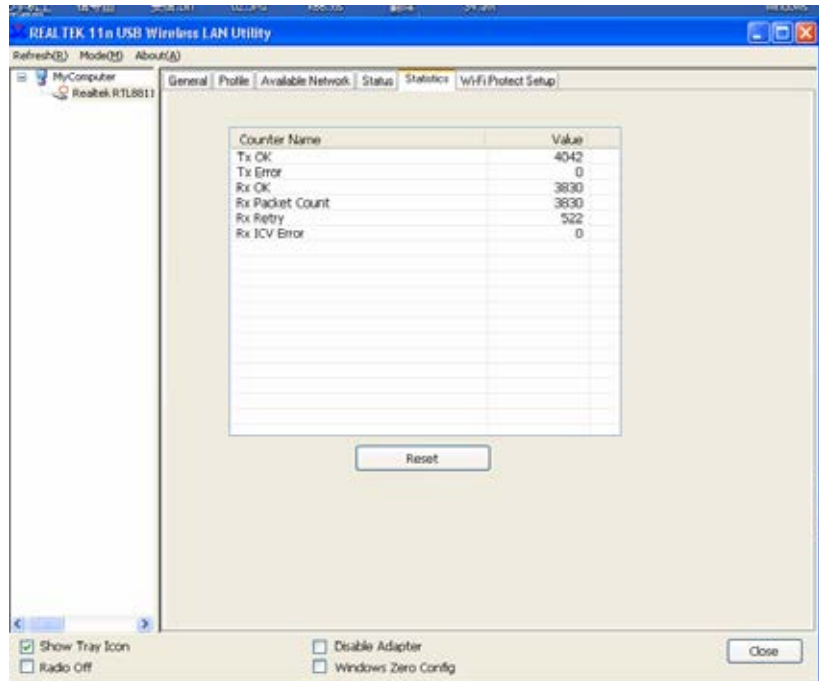 REALTEK 11n USB Wireless LAN Utility
Refresh(R) Mode(M) About(A)
MyComputer
Realtek RTL8811
General Profile Available Network Status Statistics Wi-Fi Protect Setup
Counter Name Value
Tx OK 4042
Tx Error 0
Rx OK 3830
Rx Packet Count 3830
Rx Retry 522
Rx ICV Error 0
Reset
Show Tray Icon Disable Adapter
Radio Off Windows Zero Config
Close